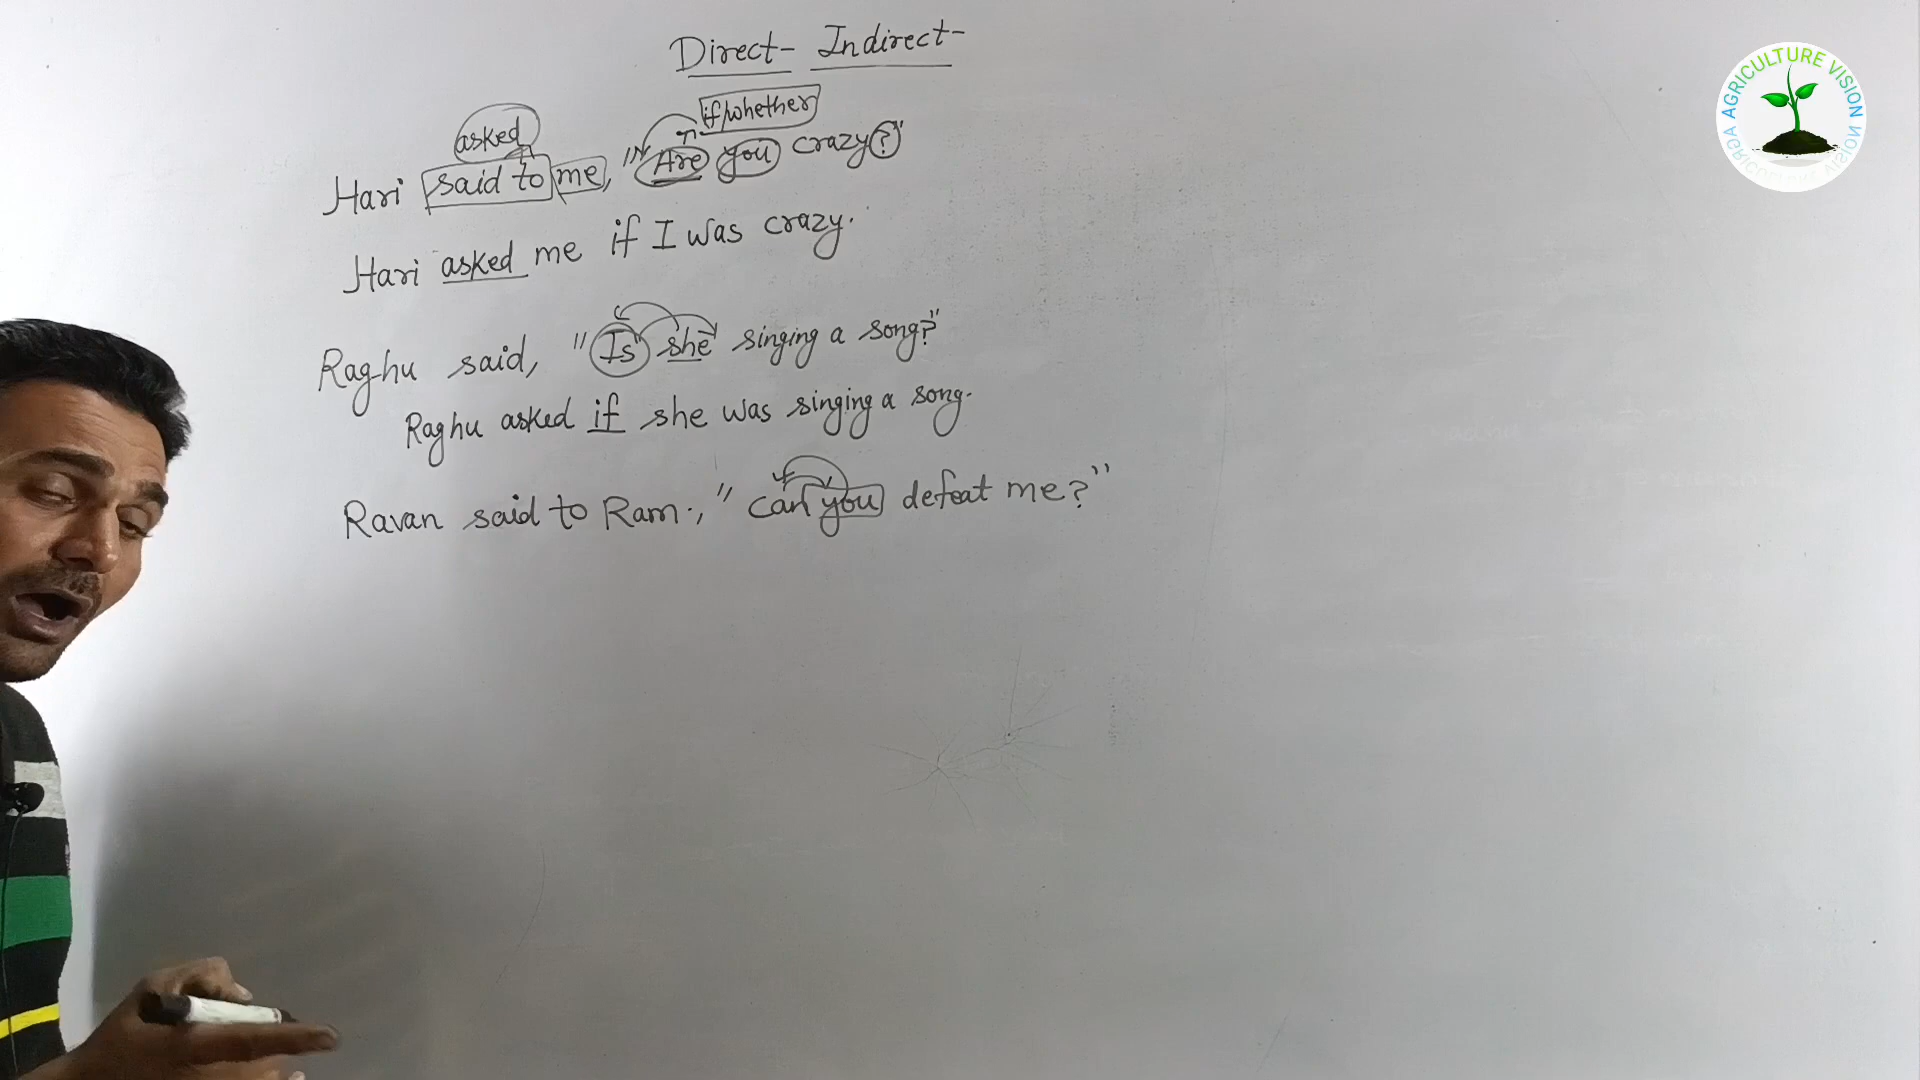 Direct- Indirect-
asked if/whether
Hari said to me, "Are you crazy?"
Hari asked me if I was crazy.
Raghu said, "Is she singing a song?"
Raghu asked if she was singing a song.
Ravan said to Ram., "can you defeat me?"
AGRICULTURE VISION
AGRICULTURE VISION